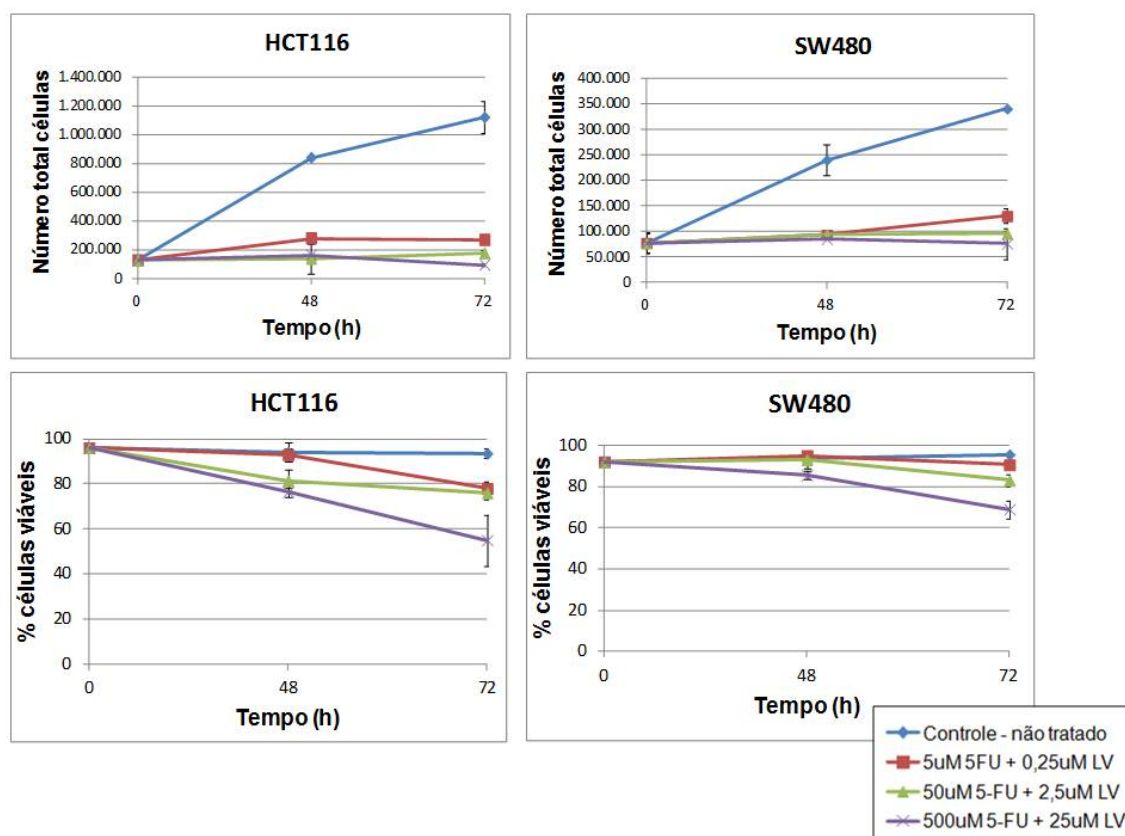 HCT116
Número total células
1.400.000
1.200.000
1.000.000
800.000
600.000
400.000
200.000
0
0
48
72
Tempo (h)
SW480
Número total células
400.000
350.000
300.000
250.000
200.000
150.000
100.000
50.000
0
0
48
72
Tempo (h)
HCT116
% células viáveis
100
80
60
40
20
0
0
48
72
Tempo (h)
SW480
% células viáveis
100
80
60
40
20
0
0
48
72
Tempo (h)
Controle - não tratado
5uM 5FU + 0,25uM LV
50uM 5-FU + 2,5uM LV
500uM 5-FU + 25uM LV